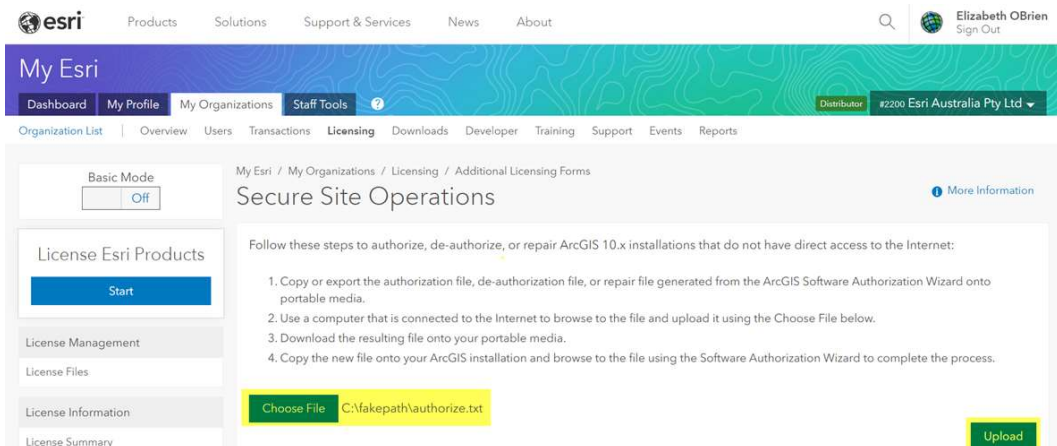 esri Products Solutions Support & Services News About Elizabeth OBrien
Sign Out
My Esri
Dashboard My Profile My Organizations Staff Tools ? Distributor #2200 Esri Australia Pty Ltd
Organization List Overview Users Transactions Licensing Downloads Developer Training Support Events Reports
Basic Mode
Off
License Esri Products
Start
License Management
License Files
License Information
License Summary
My Esri / My Organizations / Licensing / Additional Licensing Forms
Secure Site Operations
More Information
Follow these steps to authorize, de-authorize, or repair ArcGIS 10.x installations that do not have direct access to the Internet:
1. Copy or export the authorization file, de-authorization file, or repair file generated from the ArcGIS Software Authorization Wizard onto
portable media.
2. Use a computer that is connected to the Internet to browse to the file and upload it using the Choose File below.
3. Download the resulting file onto your portable media.
4. Copy the new file onto your ArcGIS installation and browse to the file using the Software Authorization Wizard to complete the process.
Choose File C:\fakepath\authorize.txt
Upload